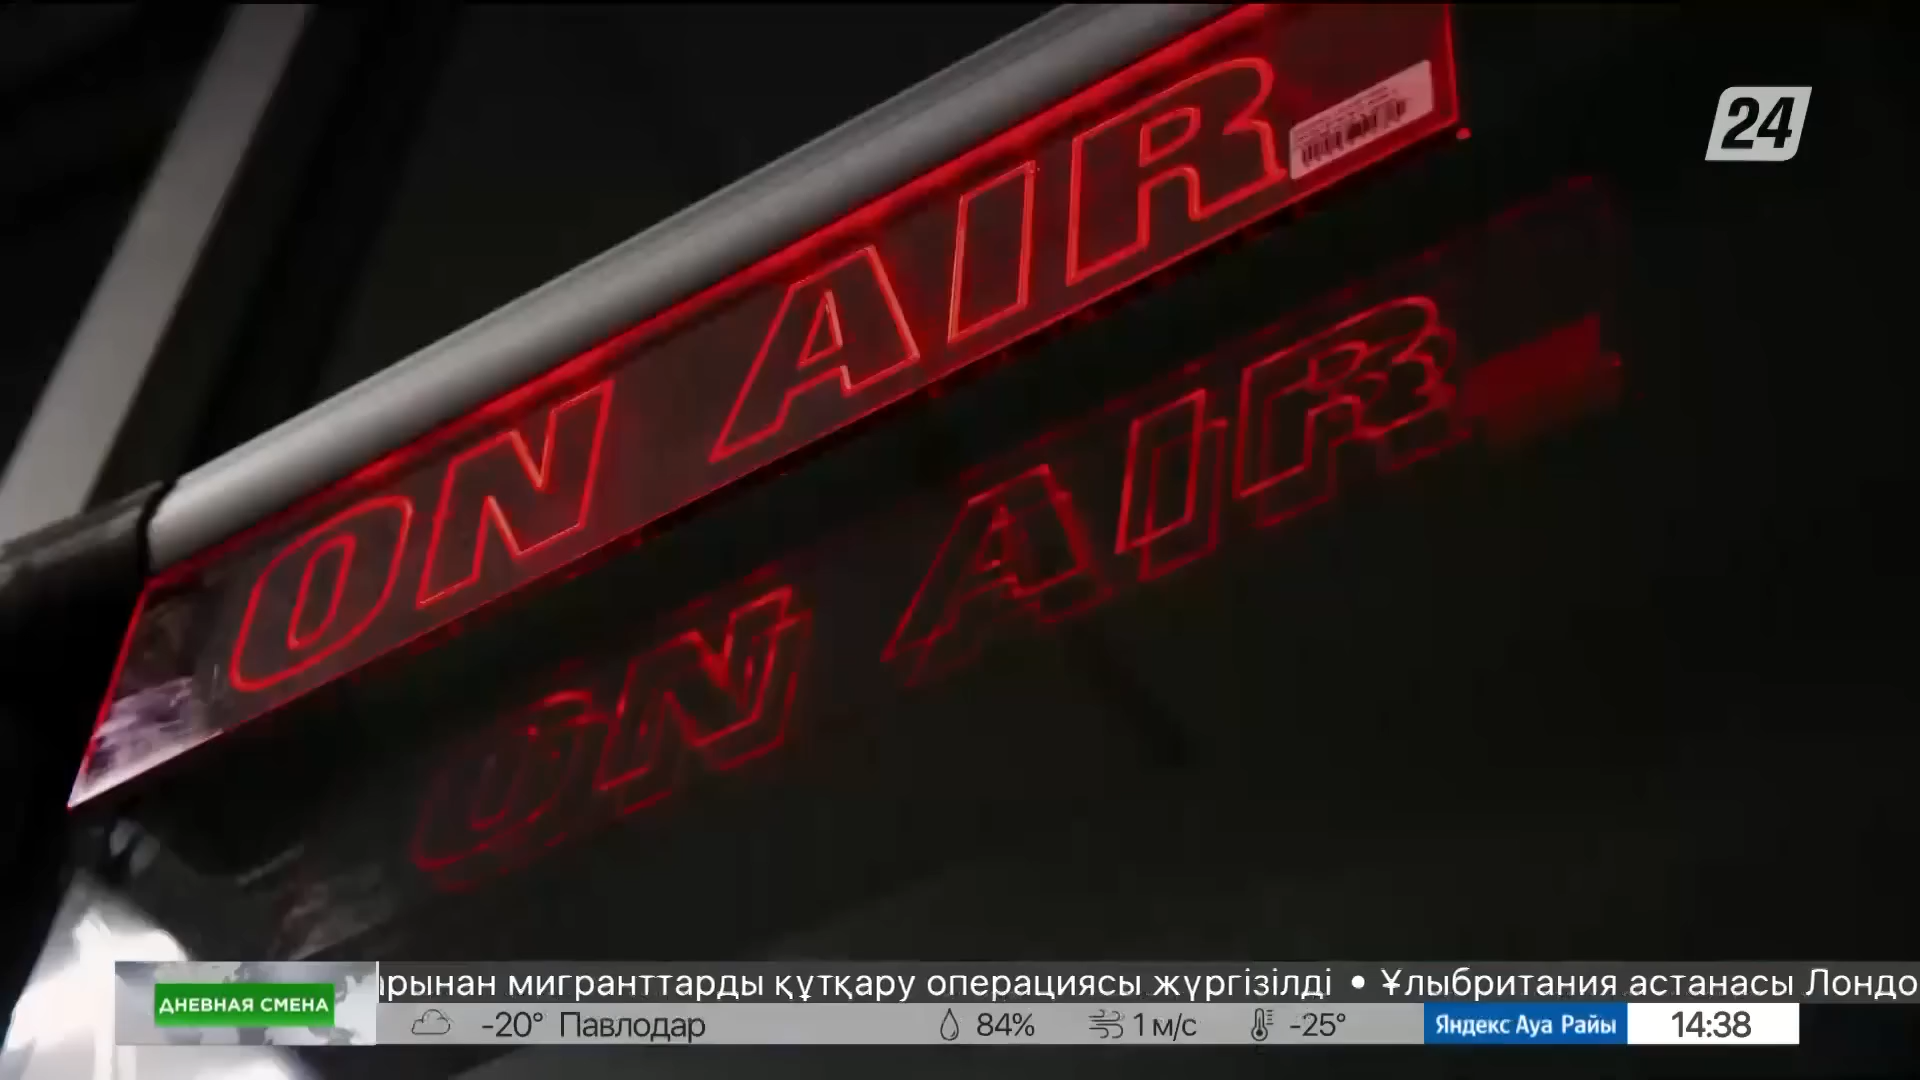 24
ON AIR
ON AIR
арынан мигранттарды құтқару операциясы жүргізілді • Ұлыбритания астанасы Лондо
ДНЕВНАЯ СМЕНА
-20° Павлодар 84% 1 м/с -25° Яндекс Ауа Райы 14:38